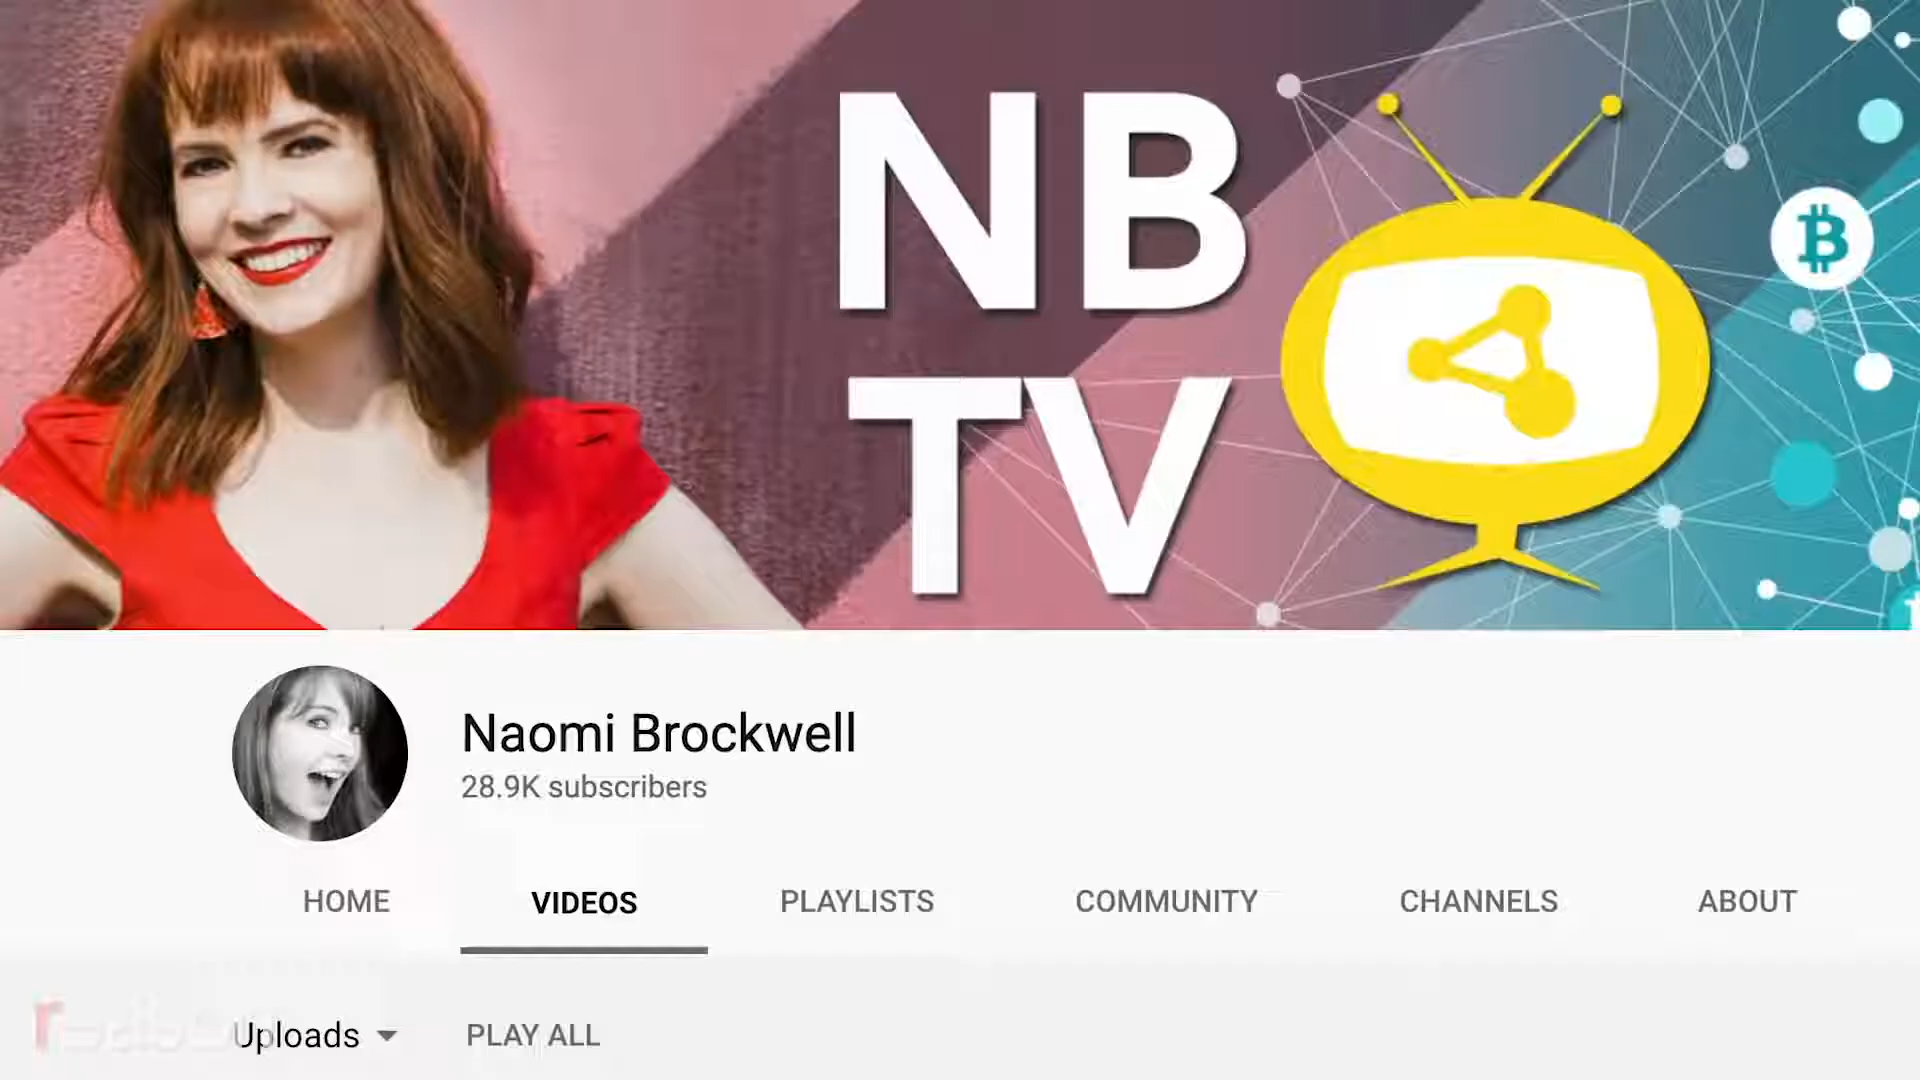 NB
TV
Naomi Brockwell
28.9K subscribers
HOME VIDEOS PLAYLISTS COMMUNITY CHANNELS ABOUT
Uploads PLAY ALL